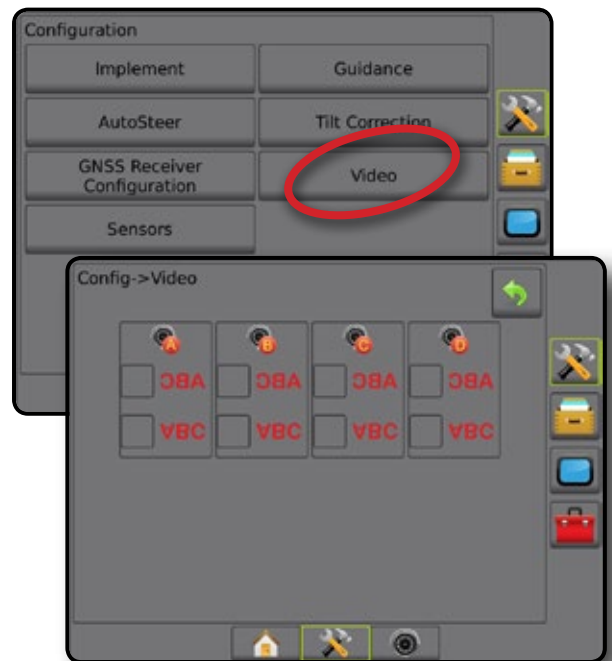 Configuration
Implement Guidance
AutoSteer Tilt Correction
GNSS Receiver
Configuration
Video
Sensors
Config->Video
A B C D
ABC ABC ABC ABC
ABC ABC ABC ABC